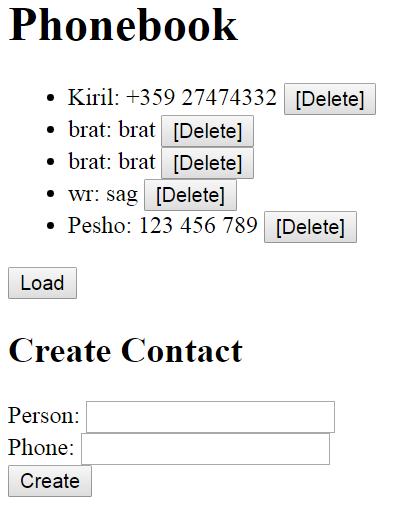 Phonebook
Kiril: +359 27474332 [Delete]
brat: brat [Delete]
brat: brat [Delete]
wr: sag [Delete]
Pesho: 123 456 789 [Delete]
Load
Create Contact
Person:
Phone:
Create